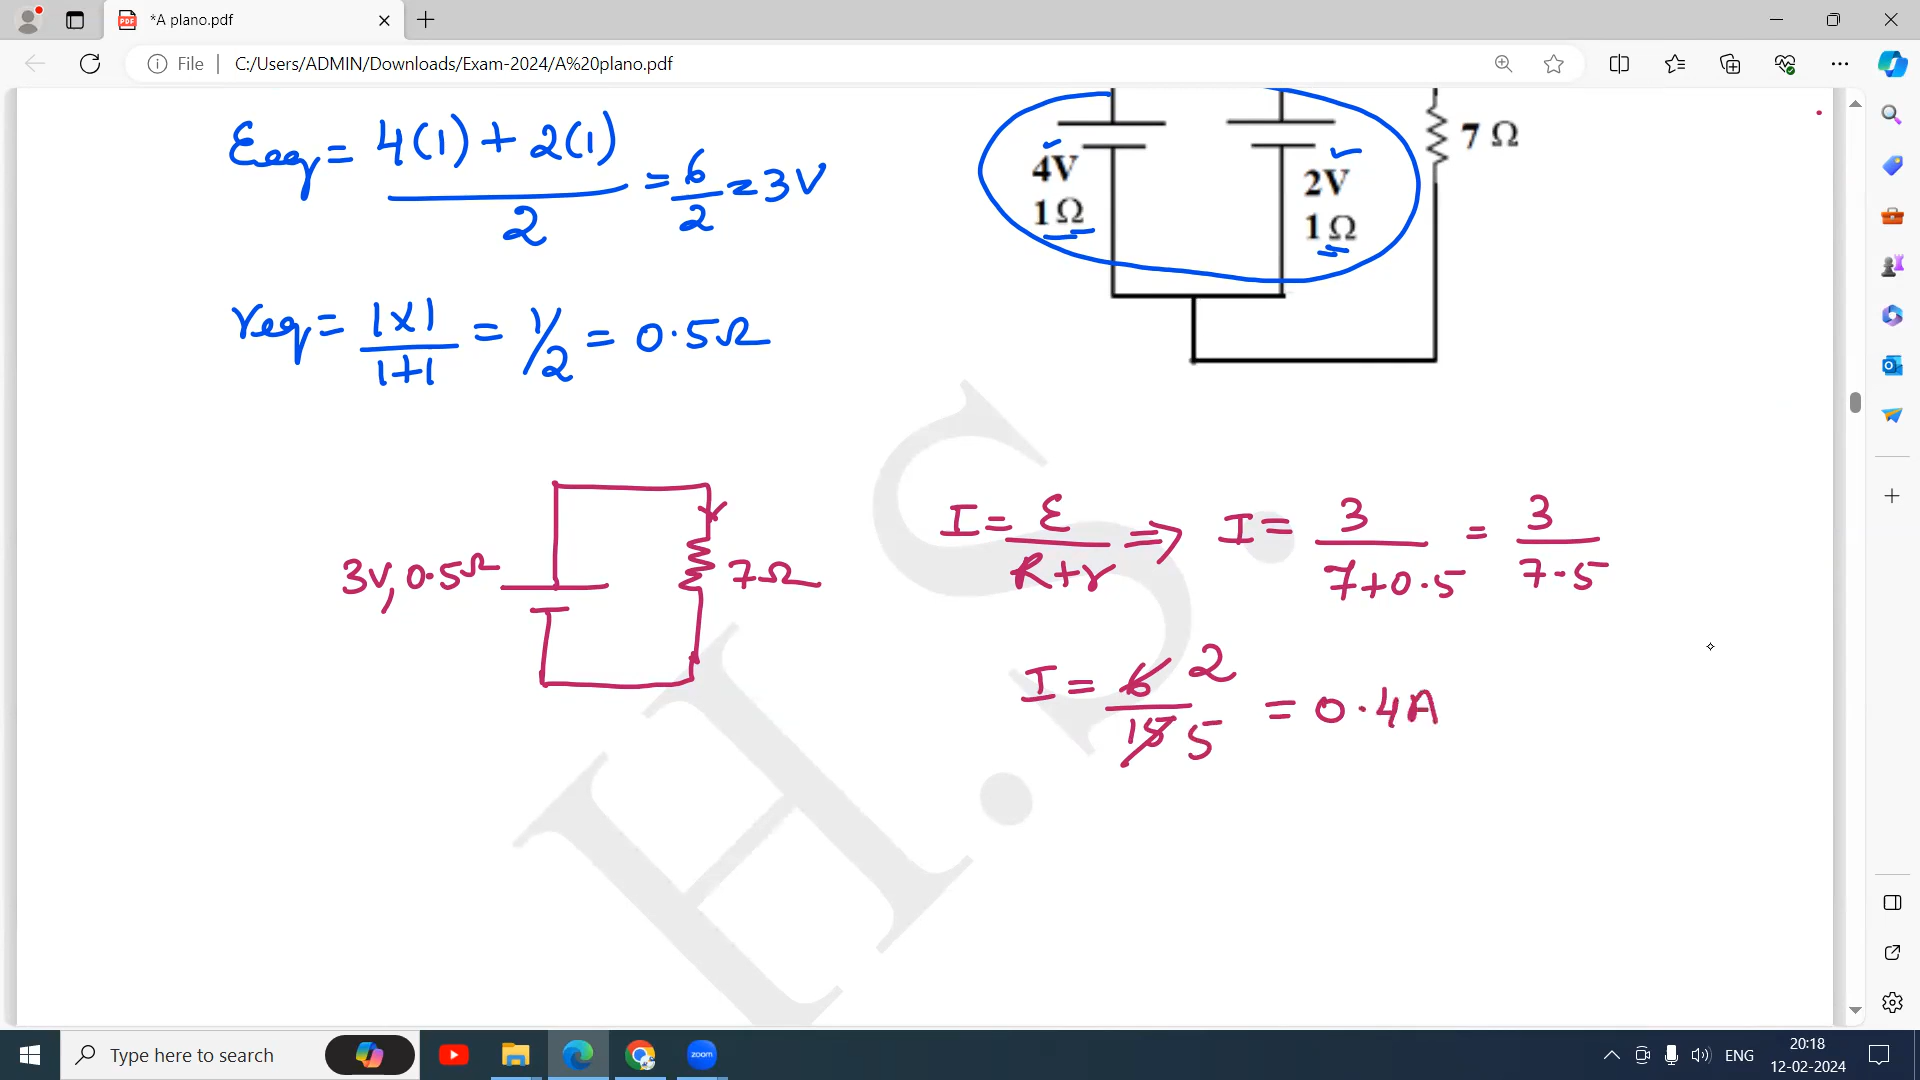 *A plano.pdf
File C:/Users/ADMIN/Downloads/Exam-2024/A%20plano.pdf
Ɛeq = 4(1) + 2(1) / 2 = 6/2 = 3V
4V
1Ω
2V
1Ω
7 Ω
req = 1×1 / 1+1 = 1/2 = 0.5Ω
3V, 0.5Ω
7Ω
I = Ɛ / R+r ⇒ I = 3 / 7+0.5 = 3 / 7.5
I = 6 2 / 15 5 = 0.4A
H.S.
Type here to search
zoom
ENG
20:18
12-02-2024